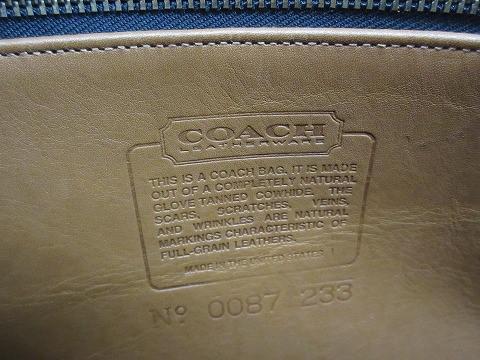 COACH
LEATHERWARE
THIS IS A COACH BAG. IT IS MADE
OUT OF A COMPLETELY NATURAL
GLOVE TANNED COWHIDE. THE
SCARS, SCRATCHES, VEINS,
AND WRINKLES ARE NATURAL
MARKINGS CHARACTERISTIC OF
FULL-GRAIN LEATHERS.
MADE IN THE UNITED STATES
Nº 0087 233